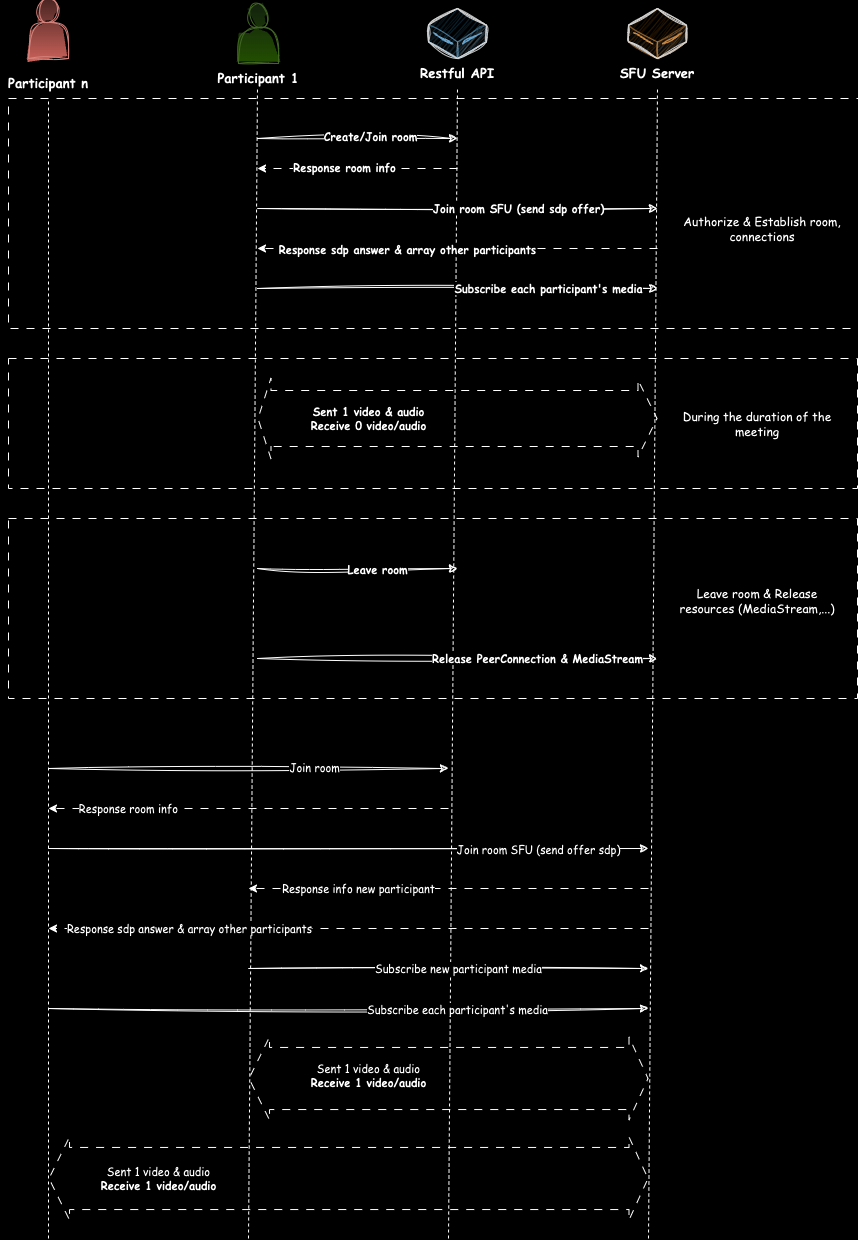 Participant n
Participant 1
Restful API
SFU Server
Create/Join room
Response room info
Join room SFU (send sdp offer)
Authorize & Establish room,
connections
Response sdp answer & array other participants
Subscribe each participant's media
Sent 1 video & audio
Receive 0 video/audio
During the duration of the
meeting
Leave room
Leave room & Release
resources (MediaStream,...)
Release PeerConnection & MediaStream
Join room
Response room info
Join room SFU (send offer sdp)
Response info new participant
Response sdp answer & array other participants
Subscribe new participant media
Subscribe each participant's media
Sent 1 video & audio
Receive 1 video/audio
Sent 1 video & audio
Receive 1 video/audio